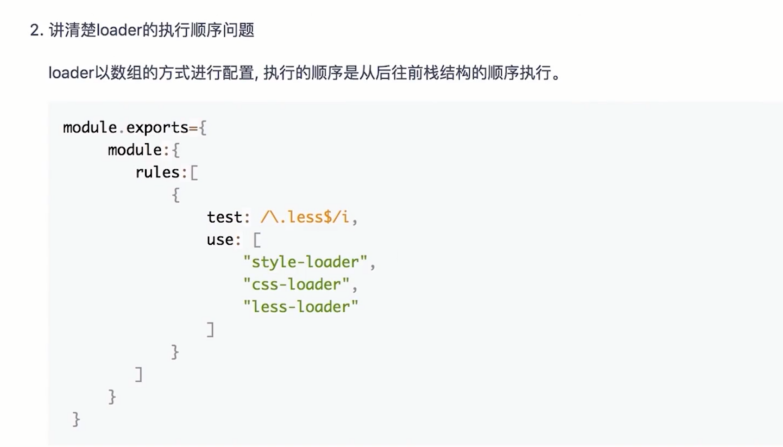 2. 讲清楚loader的执行顺序问题
loader以数组的方式进行配置, 执行的顺序是从后往前栈结构的顺序执行。
module.exports={
module:{
rules:[
{
test: /\.less$/i,
use: [
"style-loader",
"css-loader",
"less-loader"
]
}
]
}
}